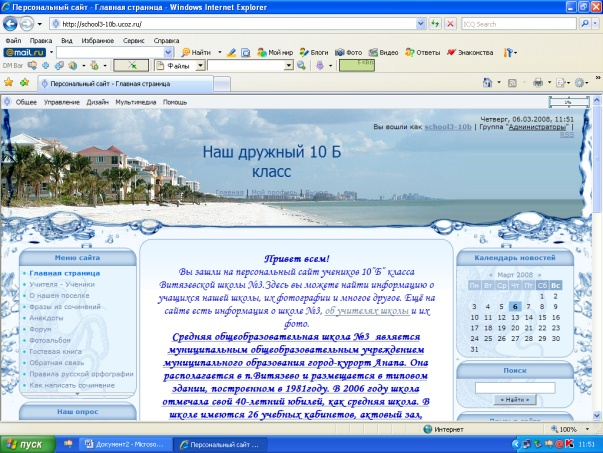 Персональный сайт - Главная страница - Windows Internet Explorer
http://school3-10b.ucoz.ru/
ICQ Search
Файл Правка Вид Избранное Сервис Справка
@mail.ru Найти Мой мир Блоги Фото Видео Ответы Знакомства
DM Bar Файлы
Персональный сайт - Главная страница
Общее Управление Дизайн Мультимедиа Помощь
Четверг, 06.03.2008, 11:51
Вы вошли как school3-10b | Группа "Администраторы" |
RSS
Наш дружный 10 Б
класс
Главная | Мой профиль |
Меню сайта
Главная страница
Учителя - Ученики
О нашем поселке
Фразы из сочинений
Анекдоты
Форум
Фотоальбом
Гостевая книга
Обратная связь
Правила русской орфографии
Как написать сочинение
Наш опрос
Привет всем!
Вы зашли на персональный сайт учеников 10"Б" класса
Витязевской школы №3.Здесь вы можете найти информацию о
учащихся нашей школы, их фотографии и многое другое. Ещё на
сайте есть информация о школе №3, об учениках школы и их
фото.
Средняя общеобразовательная школа №3 является
муниципальным общеобразовательным учреждением
муниципального образования город-курорт Анапа. Она
располагается в п.Витязево и размещается в типовом
здании, построенном в 1981году. В 2006 году школа
отмечала свой 40-летний юбилей, как средняя школа. В
школе имеются 26 учебных кабинетов, актовый зал,
Календарь новостей
« Март 2008 »
Пн Вт Ср Чт Пт Сб Вс
1 2
3 4 5 6 7 8 9
10 11 12 13 14 15 16
17 18 19 20 21 22 23
24 25 26 27 28 29 30
31
Поиск
« Найти »
Интернет 100%
пуск Документ2 - Microso... Персональный сайт ... 11:51